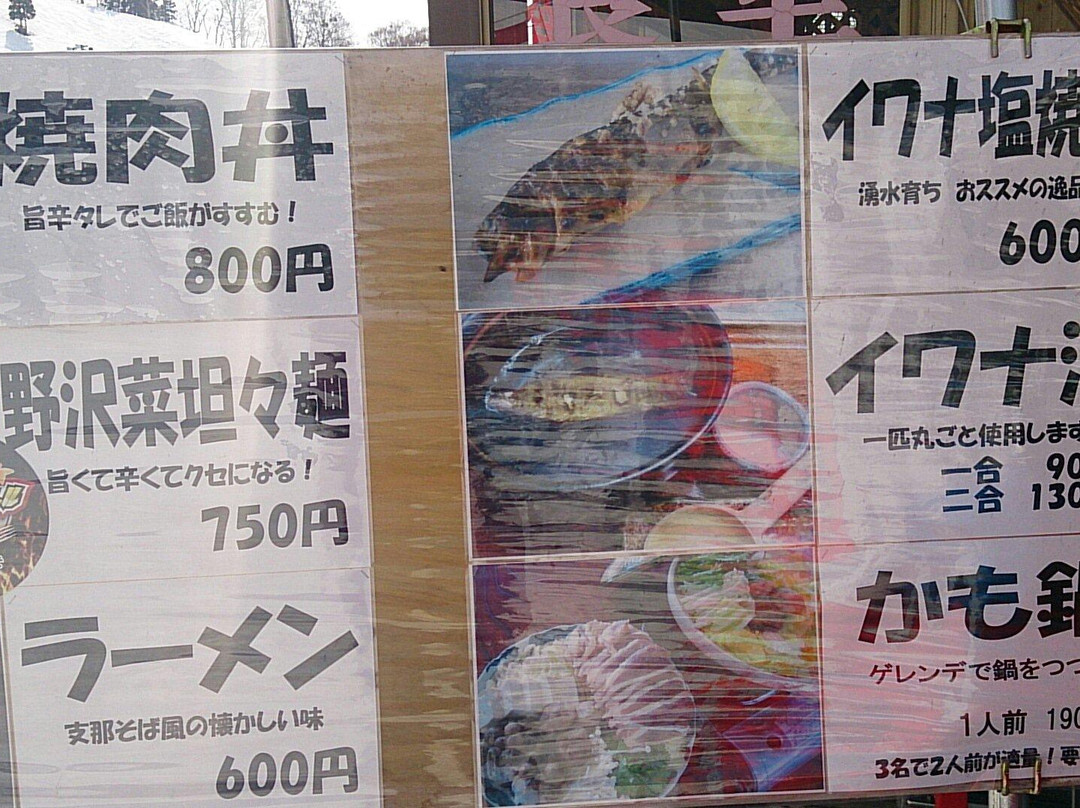 焼肉丼
旨辛タレでご飯がすすむ！
800円
野沢菜坦々麺
旨くて辛くてクセになる！
750円
ラーメン
支那そば風の懐かしい味
600円
イワナ塩焼
湧水育ち おススメの逸品
600
イワナ
一匹丸ごと使用します
一合 90
二合 130
かも鍋
ゲレンデで鍋をつつ
1人前 190
3名で2人前が適量！要